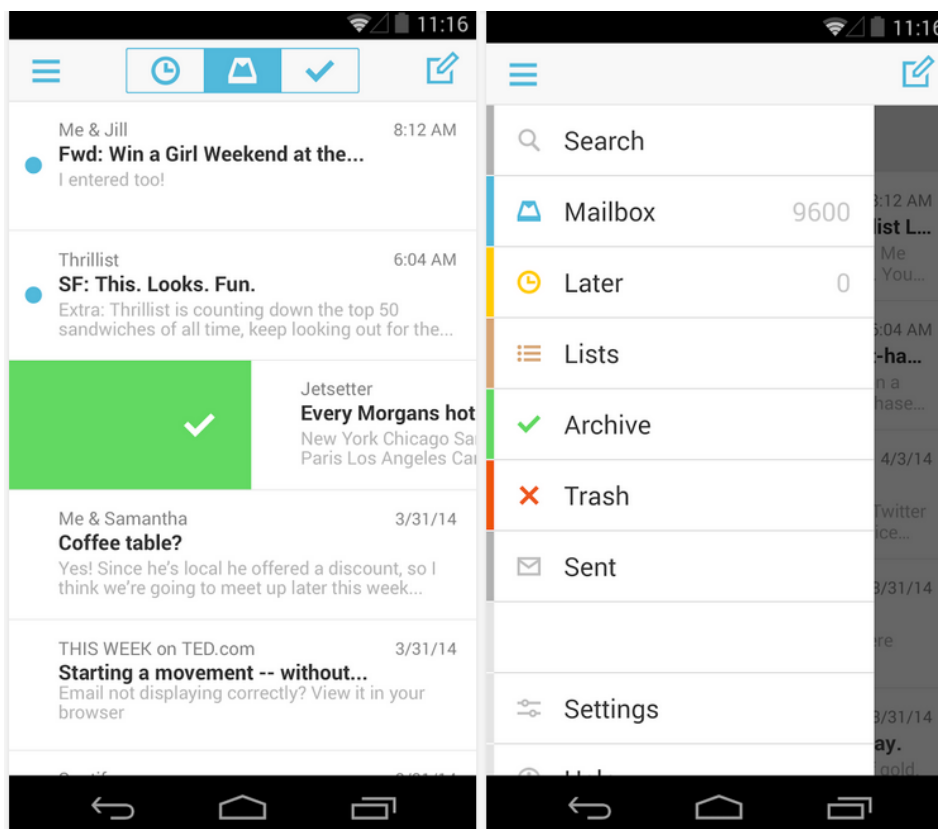 11:16
Me & Jill 8:12 AM
Fwd: Win a Girl Weekend at the...
I entered too!
Thrillist 6:04 AM
SF: This. Looks. Fun.
Extra: Thrillist is counting down the top 50
sandwiches of all time, keep looking out for the...
Jetsetter
Every Morgans hot
New York Chicago Sa
Paris Los Angeles Ca
Me & Samantha 3/31/14
Coffee table?
Yes! Since he's local he offered a discount, so I
think we're going to meet up later this week...
THIS WEEK on TED.com 3/31/14
Starting a movement -- without...
Email not displaying correctly? View it in your
browser
11:16
Search
Mailbox 9600
Later 0
Lists
Archive
Trash
Sent
Settings
:12 AM
list L...
Me
You...
:04 AM
-ha...
n a
hase...
4/3/14
Twitter
ice...
3/31/14
ere
3/31/14
ay.
gold.